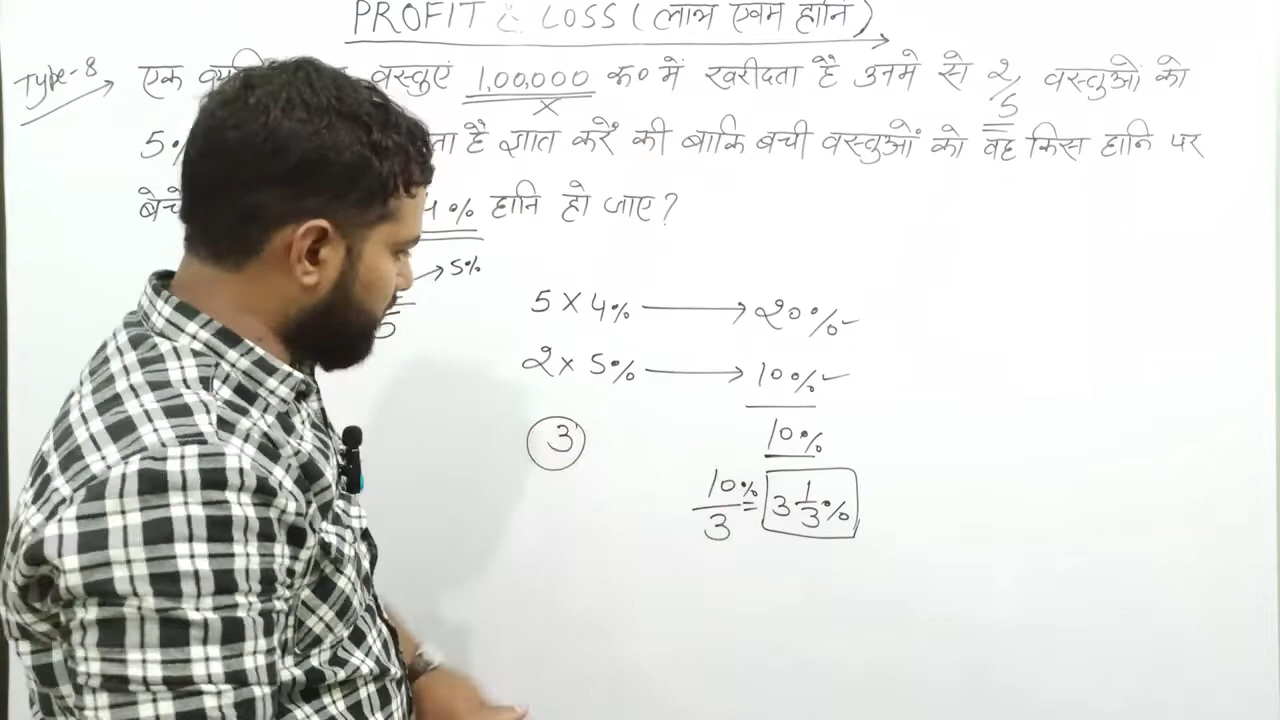 PROFIT & LOSS (लाभ एवम हानि)
Type-8 एक वस्तुएं 1,00,000 रू० में खरीदता है उनमे से 2/5 वस्तुओं को
x
5% है ज्ञात करें की बाकि बची वस्तुओं को वह किस हानि पर
बेचे 4% हानि हो जाए?
→ 5%
5 X 4% → 20%
2 x 5% → 10%
3 10%
10%/3 = 3 1/3 %